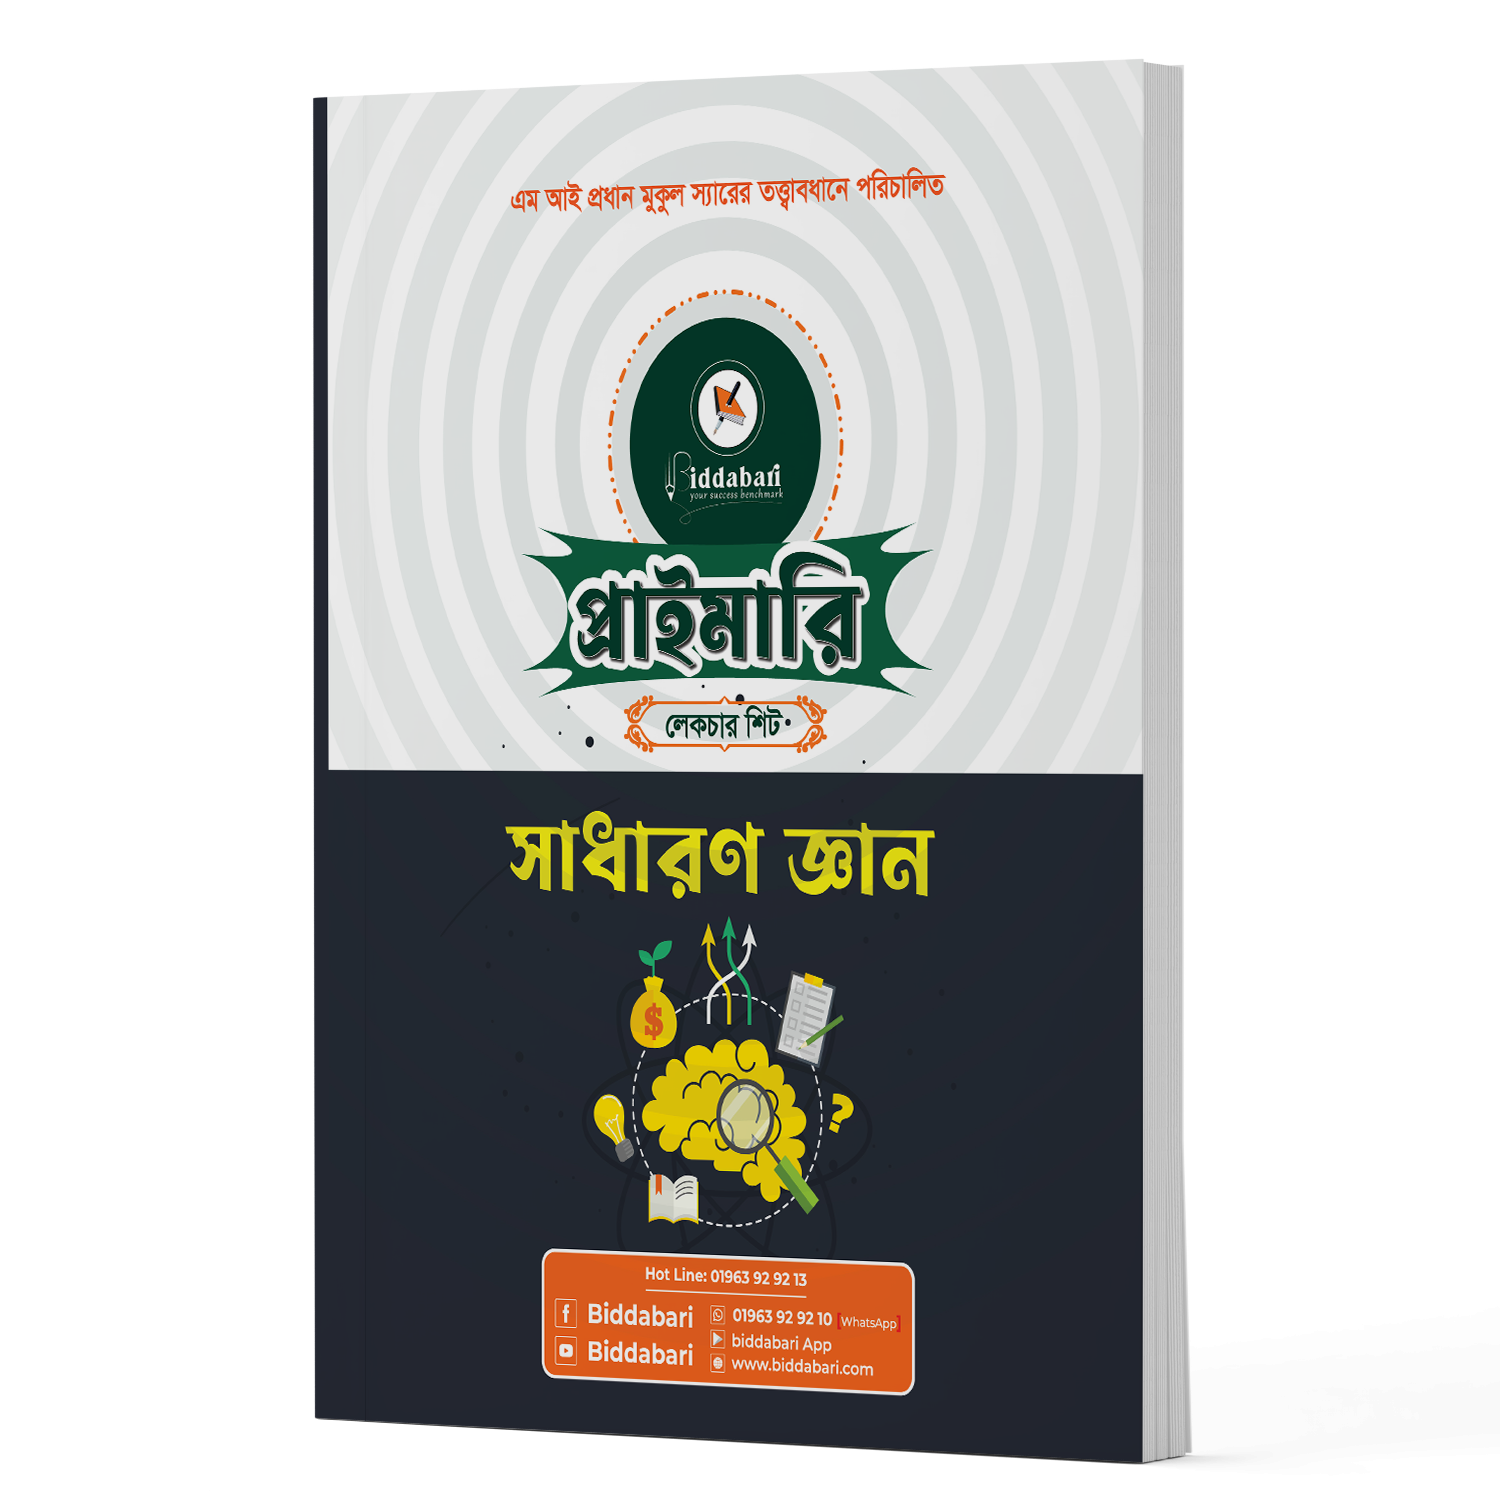 এম আই প্রধান মুকুল স্যারের তত্ত্বাবধানে পরিচালিত
Biddabari
your success benchmark
প্রাইমারি
লেকচার শিট
সাধারণ জ্ঞান
$
?
Hot Line: 01963 92 92 13
Biddabari
Biddabari
01963 92 92 10 [WhatsApp]
biddabari App
www.biddabari.com